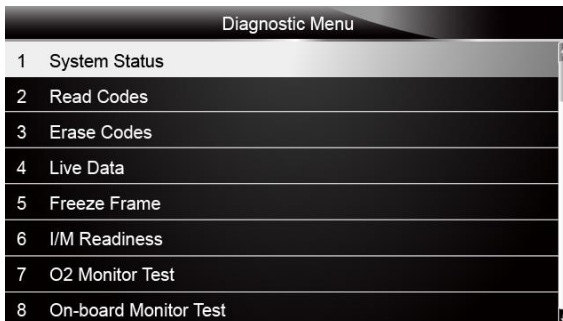 Diagnostic Menu
1 System Status
2 Read Codes
3 Erase Codes
4 Live Data
5 Freeze Frame
6 I/M Readiness
7 O2 Monitor Test
8 On-board Monitor Test